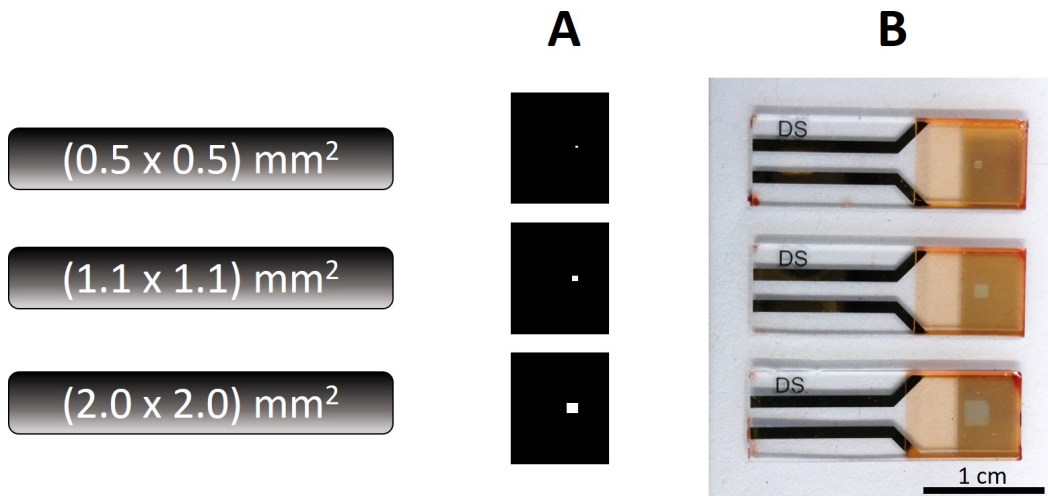 A
B
(0.5 x 0.5) mm²
DS
(1.1 x 1.1) mm²
DS
(2.0 x 2.0) mm²
DS
1 cm